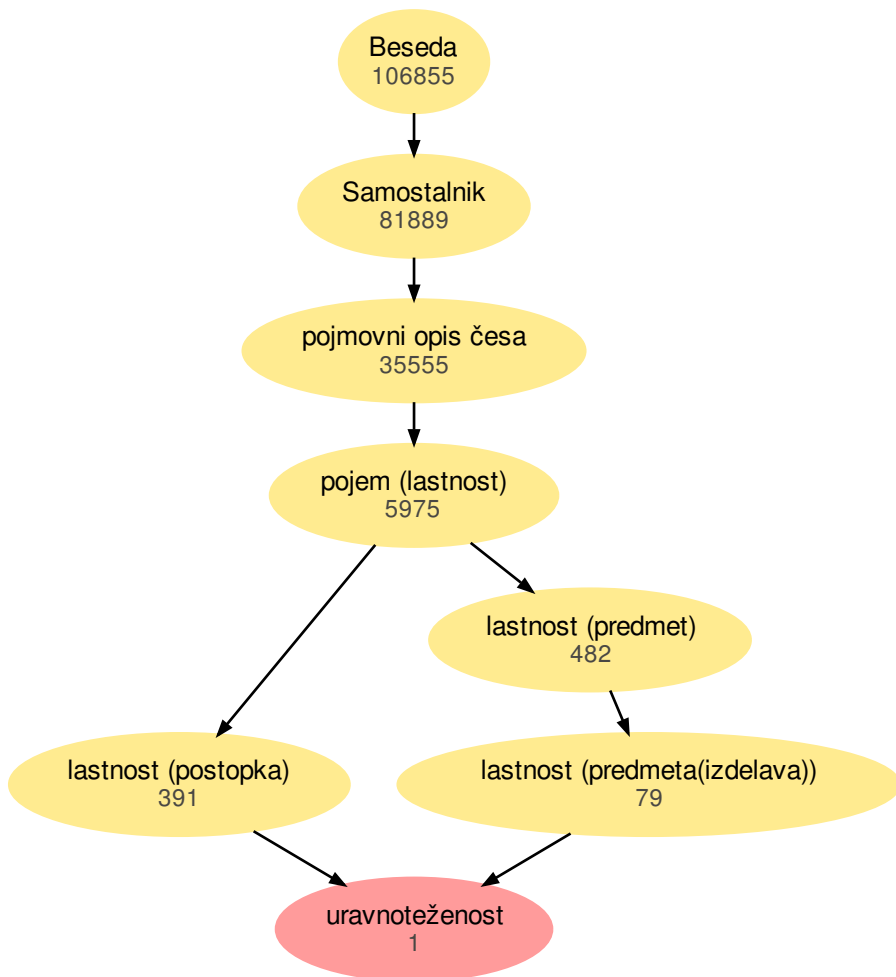 Beseda
106855
Samostalnik
81889
pojmovni opis česa
35555
pojem (lastnost)
5975
lastnost (predmet)
482
lastnost (postopka)
391
lastnost (predmeta(izdelava))
79
uravnoteženost
1